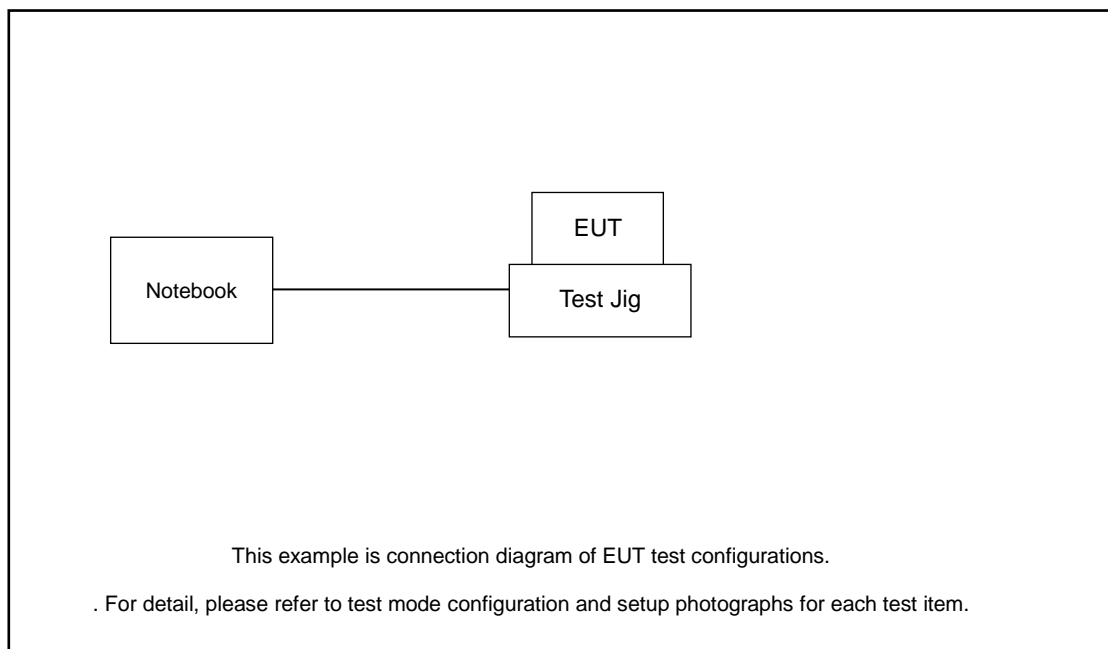 EUT
Notebook
Test Jig
This example is connection diagram of EUT test configurations.
. For detail, please refer to test mode configuration and setup photographs for each test item.